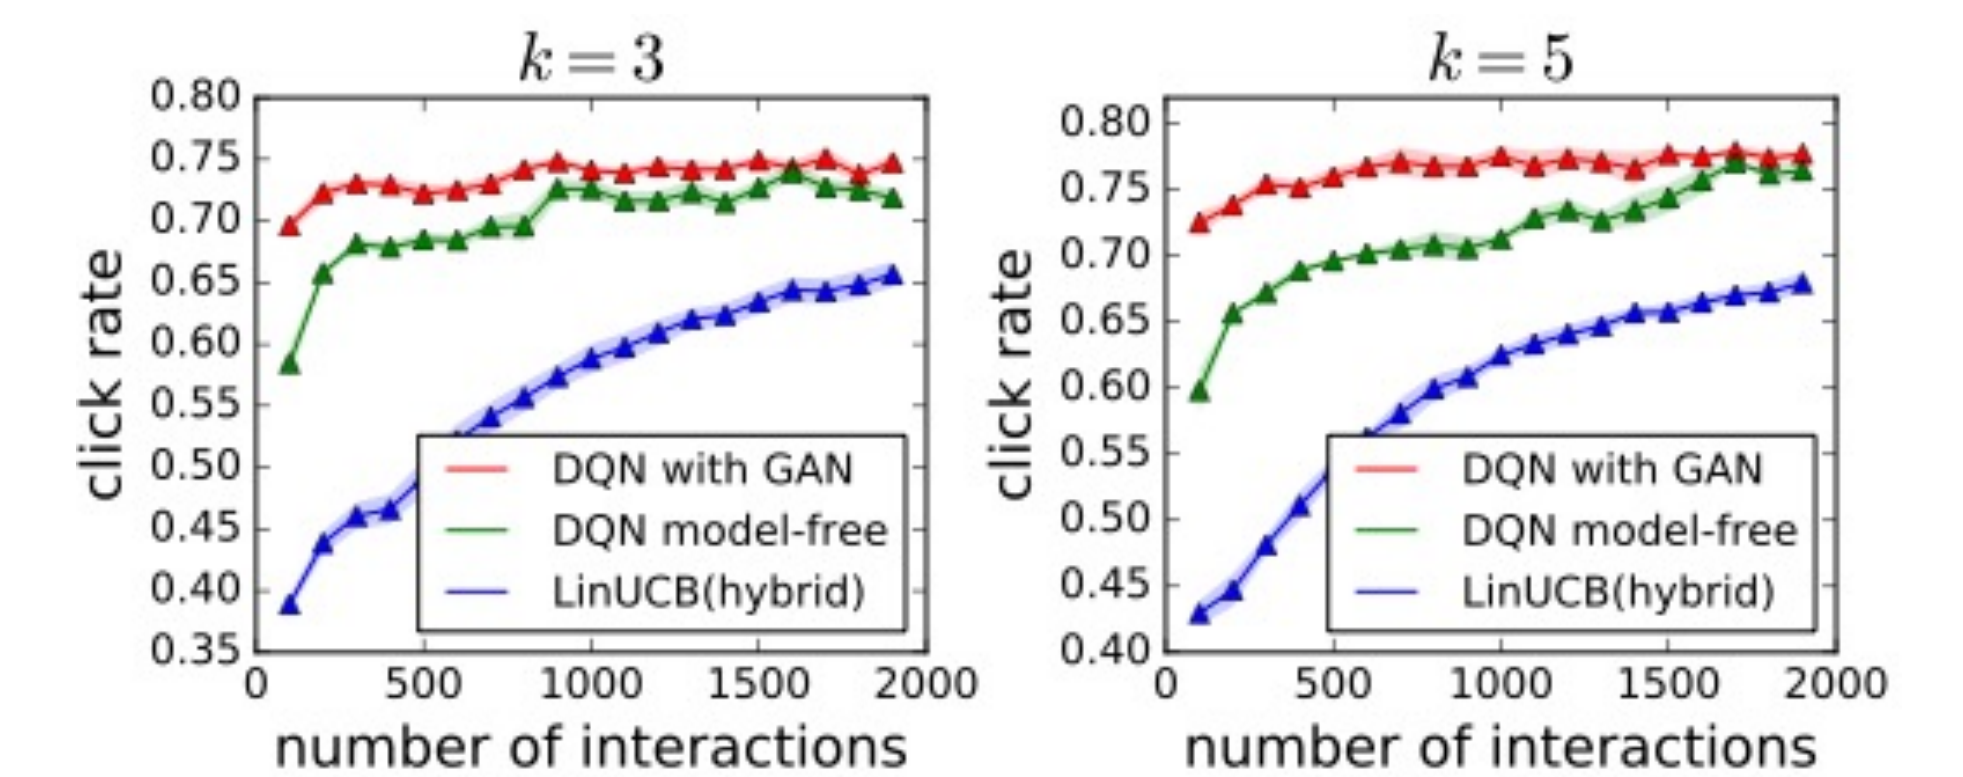 k = 3
0.80
0.75
0.70
0.65
0.60
0.55
0.50
0.45
0.40
0.35
click rate
DQN with GAN
DQN model-free
LinUCB(hybrid)
0 500 1000 1500 2000
number of interactions
k = 5
0.80
0.75
0.70
0.65
0.60
0.55
0.50
0.45
0.40
click rate
DQN with GAN
DQN model-free
LinUCB(hybrid)
0 500 1000 1500 2000
number of interactions